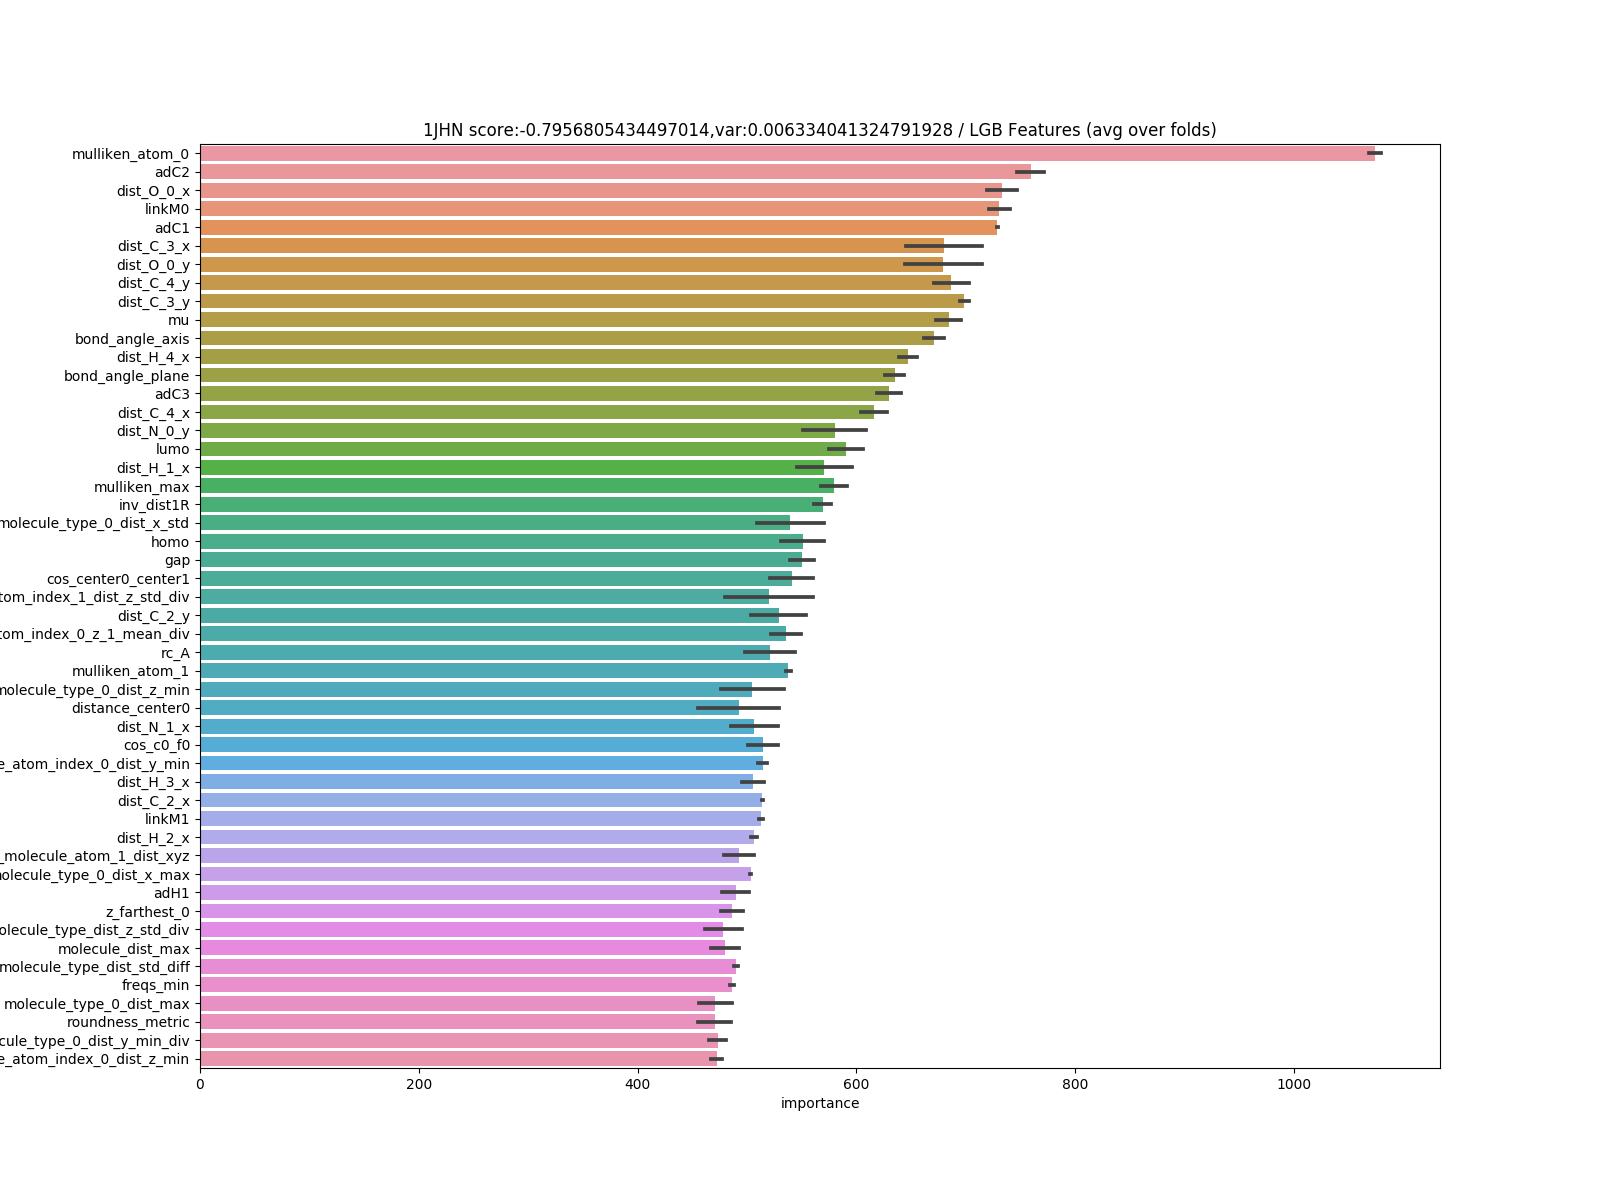 1JHN score:-0.7956805434497014,var:0.006334041324791928 / LGB Features (avg over folds)
mulliken_atom_0
adC2
dist_O_0_x
linkM0
adC1
dist_C_3_x
dist_O_0_y
dist_C_4_y
dist_C_3_y
mu
bond_angle_axis
dist_H_4_x
bond_angle_plane
adC3
dist_C_4_x
dist_N_0_y
lumo
dist_H_1_x
mulliken_max
inv_dist1R
molecule_type_0_dist_x_std
homo
gap
cos_center0_center1
tom_index_1_dist_z_std_div
dist_C_2_y
tom_index_0_z_1_mean_div
rc_A
mulliken_atom_1
molecule_type_0_dist_z_min
distance_center0
dist_N_1_x
cos_c0_f0
e_atom_index_0_dist_y_min
dist_H_3_x
dist_C_2_x
linkM1
dist_H_2_x
_molecule_atom_1_dist_xyz
olecule_type_0_dist_x_max
adH1
z_farthest_0
olecule_type_dist_z_std_div
molecule_dist_max
molecule_type_dist_std_diff
freqs_min
molecule_type_0_dist_max
roundness_metric
cule_type_0_dist_y_min_div
e_atom_index_0_dist_z_min
0 200 400 600 800 1000
importance